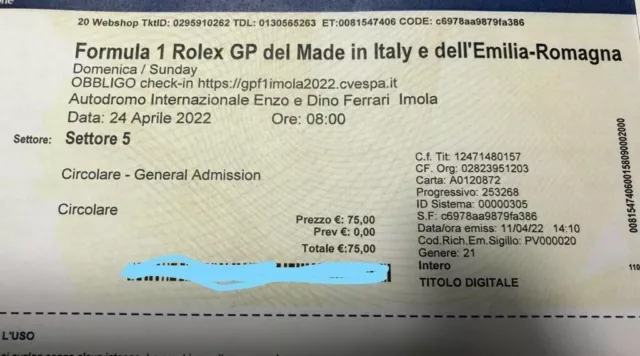 20 Webshop TktID: 0295910262 TDL: 0130565263 ET:0081547406 CODE: c6978aa9879fa386
Formula 1 Rolex GP del Made in Italy e dell'Emilia-Romagna
Domenica / Sunday
OBBLIGO check-in https://gpf1imola2022.cvespa.it
Autodromo Internazionale Enzo e Dino Ferrari Imola
Data: 24 Aprile 2022 Ore: 08:00
Settore: Settore 5
Circolare - General Admission
Circolare
Prezzo €: 75,00
Prev €: 0,00
Totale €:75,00
C.f. Tit: 12471480157
CF. Org: 02823951203
Carta: A0120872
Progressivo: 253268
ID Sistema: 00000305
S.F: c6978aa9879fa386
Data/ora emiss: 11/04/22 14:10
Cod.Rich,Em.Sigillo: PV000020
Genere: 21
Intero
TITOLO DIGITALE
008154740600158090002000
110
L'USO